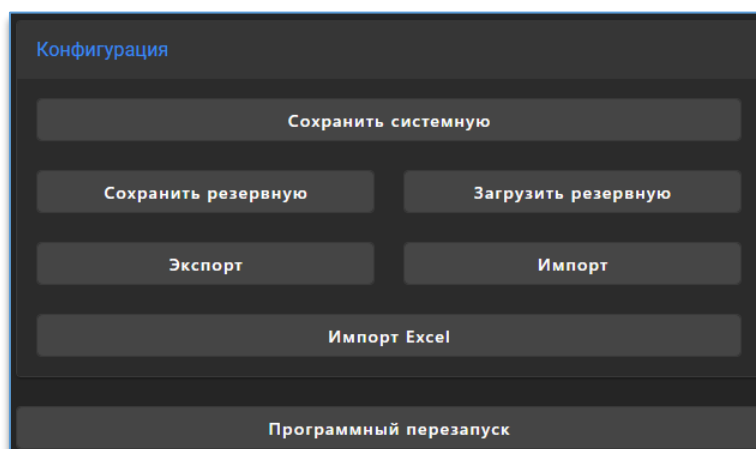 Конфигурация
Сохранить системную
Сохранить резервную
Загрузить резервную
Экспорт
Импорт
Импорт Excel
Программный перезапуск